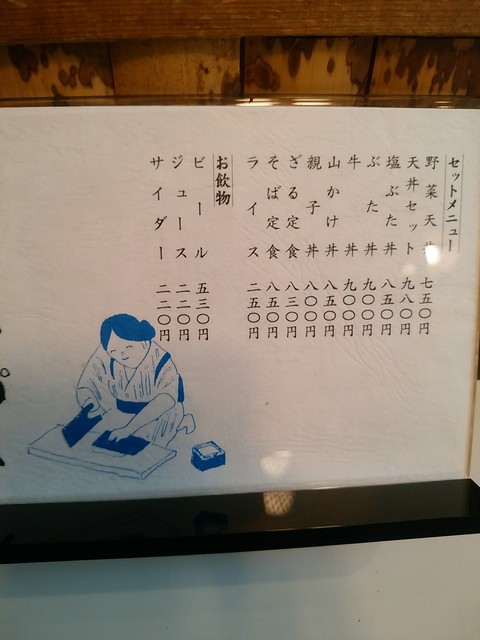 セットメニュー
野菜天丼 七五〇円
天丼セット 九八〇円
塩ぶた丼 八五〇円
ぶた丼 九〇〇円
牛丼 九〇〇円
山かけ丼 八五〇円
親子丼 八〇〇円
ざる定食 八三〇円
そば定食 八五〇円
ライス 二五〇円
お飲物
ビール 五三〇円
ジュース 二二〇円
サイダー 二二〇円